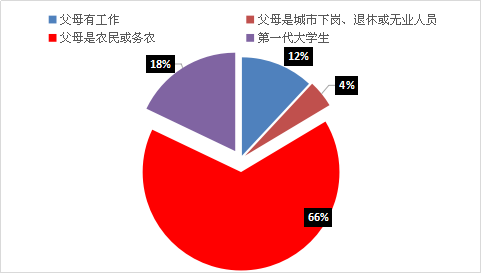 父母有工作
父母是城市下岗、退休或无业人员
父母是农民或务农
第一代大学生
12%
4%
66%
18%